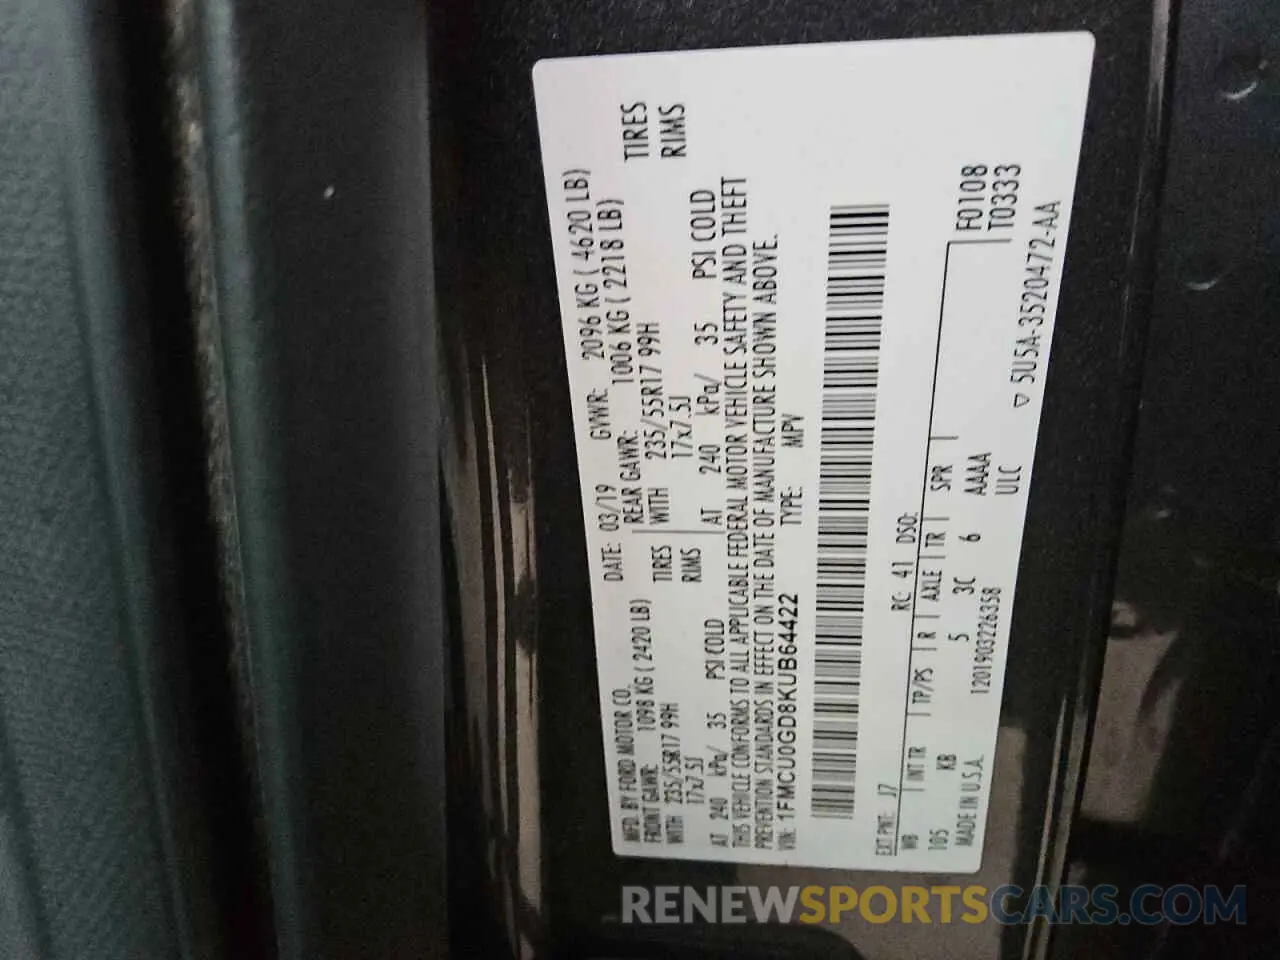 MFD. BY FORD MOTOR CO.
DATE: 03/19 GVWR: 2096 KG ( 4620 LB)
FRONT GAWR: 1098 KG ( 2420 LB) REAR GAWR: 1006 KG ( 2218 LB)
WITH 235/55R17 99H TIRES WITH 235/55R17 99H TIRES
17x7.5J RIMS 17x7.5J RIMS
AT 240 kPa/ 35 PSI COLD AT 240 kPa/ 35 PSI COLD
THIS VEHICLE CONFORMS TO ALL APPLICABLE FEDERAL MOTOR VEHICLE SAFETY AND THEFT
PREVENTION STANDARDS IN EFFECT ON THE DATE OF MANUFACTURE SHOWN ABOVE.
VIN: 1FMCU0GD8KUB64422 TYPE: MPV
EXT PNT: J7 RC: 41 DSO: F0108
WB INT TR TP/PS R AXLE TR SPR T0333
105 KB 5 3C 6 AAAA
ULC
MADE IN U.S.A. 1201903226358 ▽ 5U5A-3520472-AA
RENEWSPORTSCARS.COM